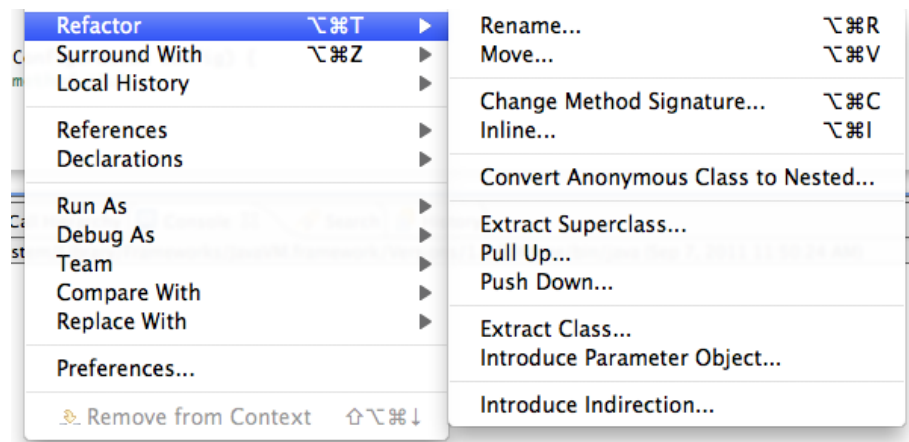 Refactor ⌥⌘T ▶
Surround With ⌥⌘Z ▶
Local History ▶
References ▶
Declarations ▶
Run As ▶
Debug As ▶
Team ▶
Compare With ▶
Replace With ▶
Preferences...
Remove from Context ⇧⌥⌘↓
Rename... ⌥⌘R
Move... ⌥⌘V
Change Method Signature... ⌥⌘C
Inline... ⌥⌘I
Convert Anonymous Class to Nested...
Extract Superclass...
Pull Up...
Push Down...
Extract Class...
Introduce Parameter Object...
Introduce Indirection...
Console
Search